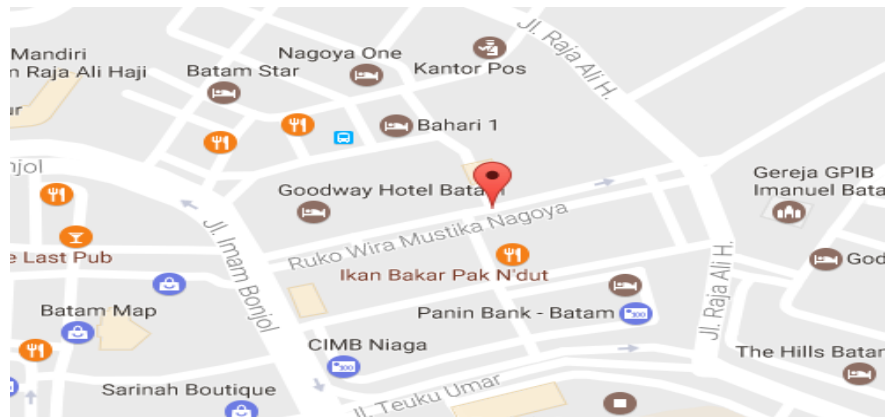 Mandiri
Raja Ali Haji
Nagoya One
Batam Star
Kantor Pos
Jl. Raja Ali H.
Bahari 1
Goodway Hotel Batam
Gereja GPIB
Imanuel Bata
Jl. Imam Bonjol
Ruko Wira Mustika Nagoya
e Last Pub
Ikan Bakar Pak N'dut
God
Jl. Raja Ali H.
Batam Map
Panin Bank - Batam
CIMB Niaga
The Hills Batam
Sarinah Boutique
Jl. Teuku Umar